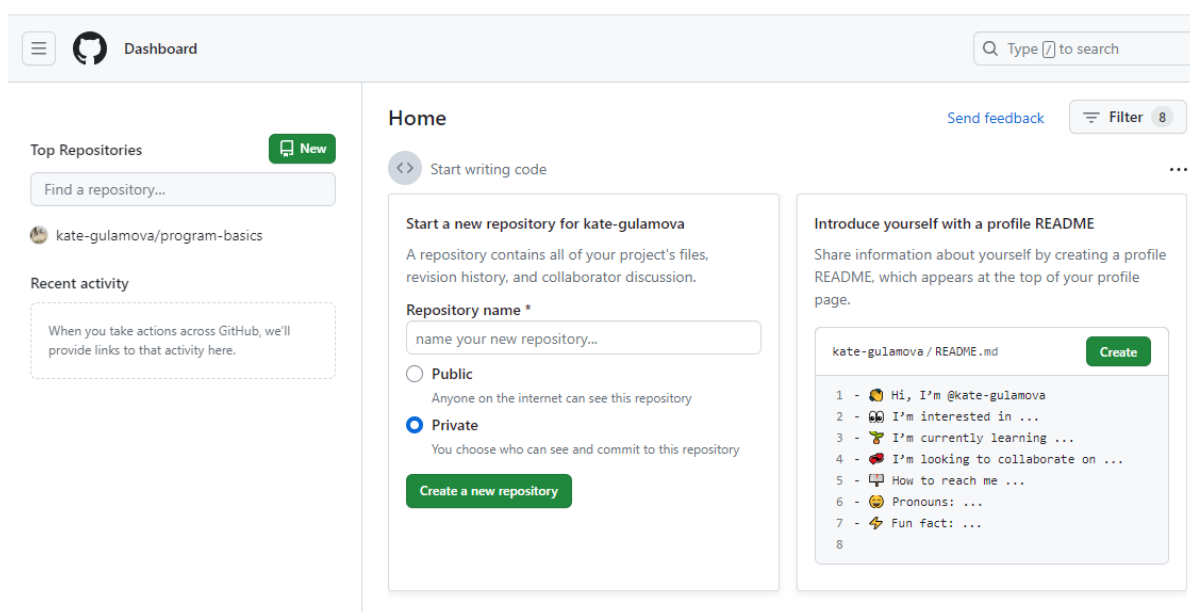 Dashboard
Type / to search
Top Repositories
New
Find a repository...
kate-gulamova/program-basics
Recent activity
When you take actions across GitHub, we'll
provide links to that activity here.
Home
Send feedback
Filter 8
Start writing code
Start a new repository for kate-gulamova
A repository contains all of your project's files,
revision history, and collaborator discussion.
Repository name *
name your new repository...
Public
Anyone on the internet can see this repository
Private
You choose who can see and commit to this repository
Create a new repository
Introduce yourself with a profile README
Share information about yourself by creating a profile
README, which appears at the top of your profile
page.
kate-gulamova / README.md
Create
1 - 👋 Hi, I'm @kate-gulamova
2 - 👀 I'm interested in ...
3 - 🌱 I'm currently learning ...
4 - 💞️ I'm looking to collaborate on ...
5 - 📫 How to reach me ...
6 - 😄 Pronouns: ...
7 - ⚡ Fun fact: ...
8